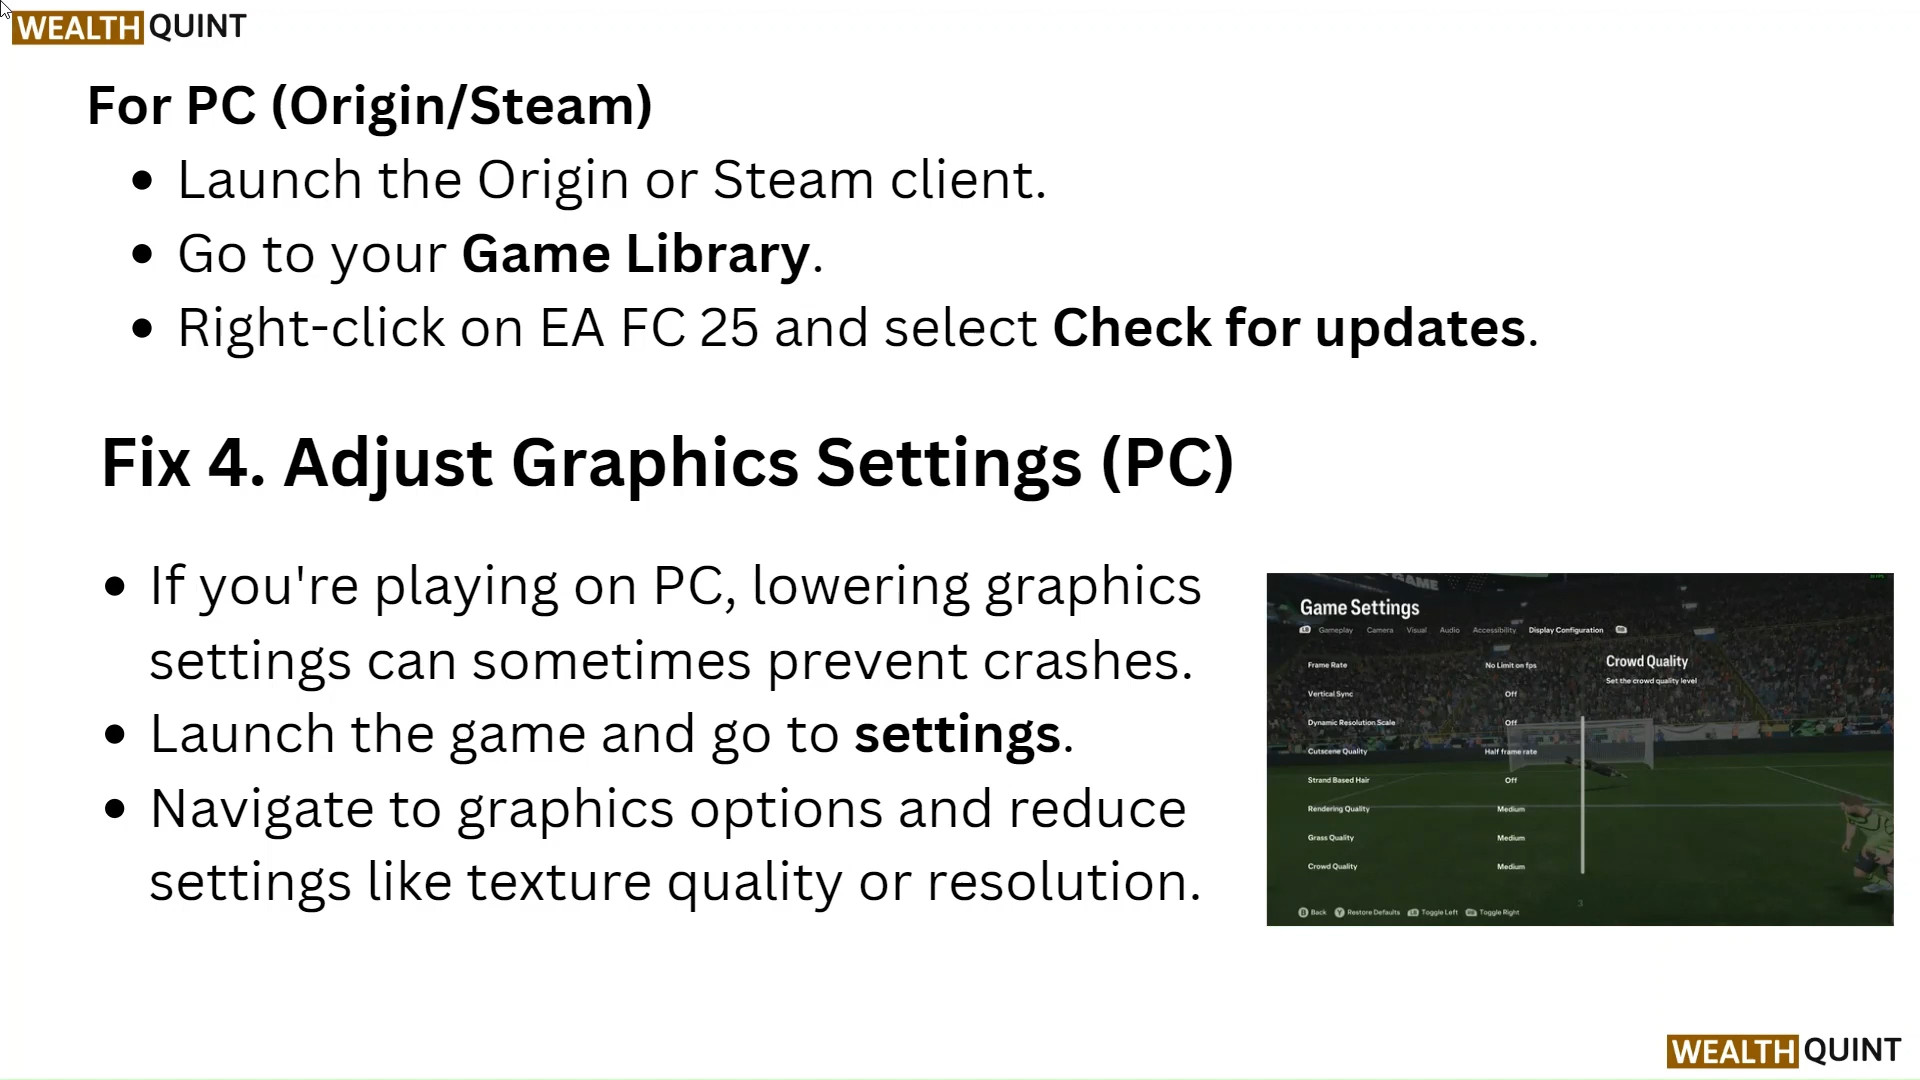 WEALTH QUINT
For PC (Origin/Steam)
• Launch the Origin or Steam client.
• Go to your Game Library.
• Right-click on EA FC 25 and select Check for updates.
Fix 4. Adjust Graphics Settings (PC)
• If you're playing on PC, lowering graphics
settings can sometimes prevent crashes.
• Launch the game and go to settings.
• Navigate to graphics options and reduce
settings like texture quality or resolution.
GAME
Game Settings
LB Gameplay Camera Visual Audio Accessibility Display Configuration RB
Frame Rate No Limit on fps
Vertical Sync Off
Dynamic Resolution Scale Off
Cutscene Quality Half frame rate
Strand Based Hair Off
Rendering Quality Medium
Grass Quality Medium
Crowd Quality Medium
Crowd Quality
Set the crowd quality level
3
B Back Y Restore Defaults LB Toggle Left RB Toggle Right
WEALTH QUINT